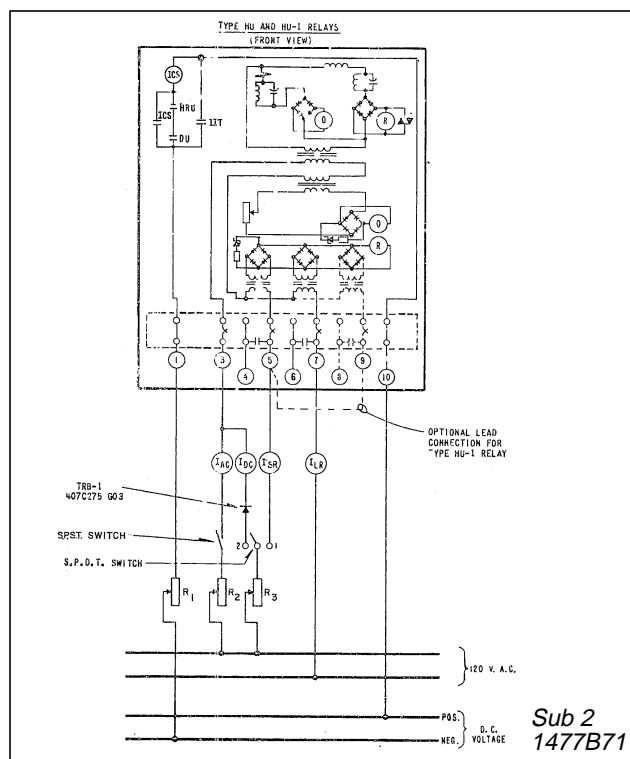 TYPE HU AND HU-1 RELAYS
(FRONT VIEW)
ICS
ICS
HRU
IIT
DU
O
R
O
R
1
3
4
5
6
7
8
9
10
OPTIONAL LEAD
CONNECTION FOR
TYPE HU-1 RELAY
IAC
IDC
ISR
ILR
TRB-1
407C275 G03
S.P.S.T. SWITCH
2
1
S.P.D.T. SWITCH
R1
R2
R3
120 V. A.C.
POS.
NEG.
D.C.
VOLTAGE
Sub 2
1477B71